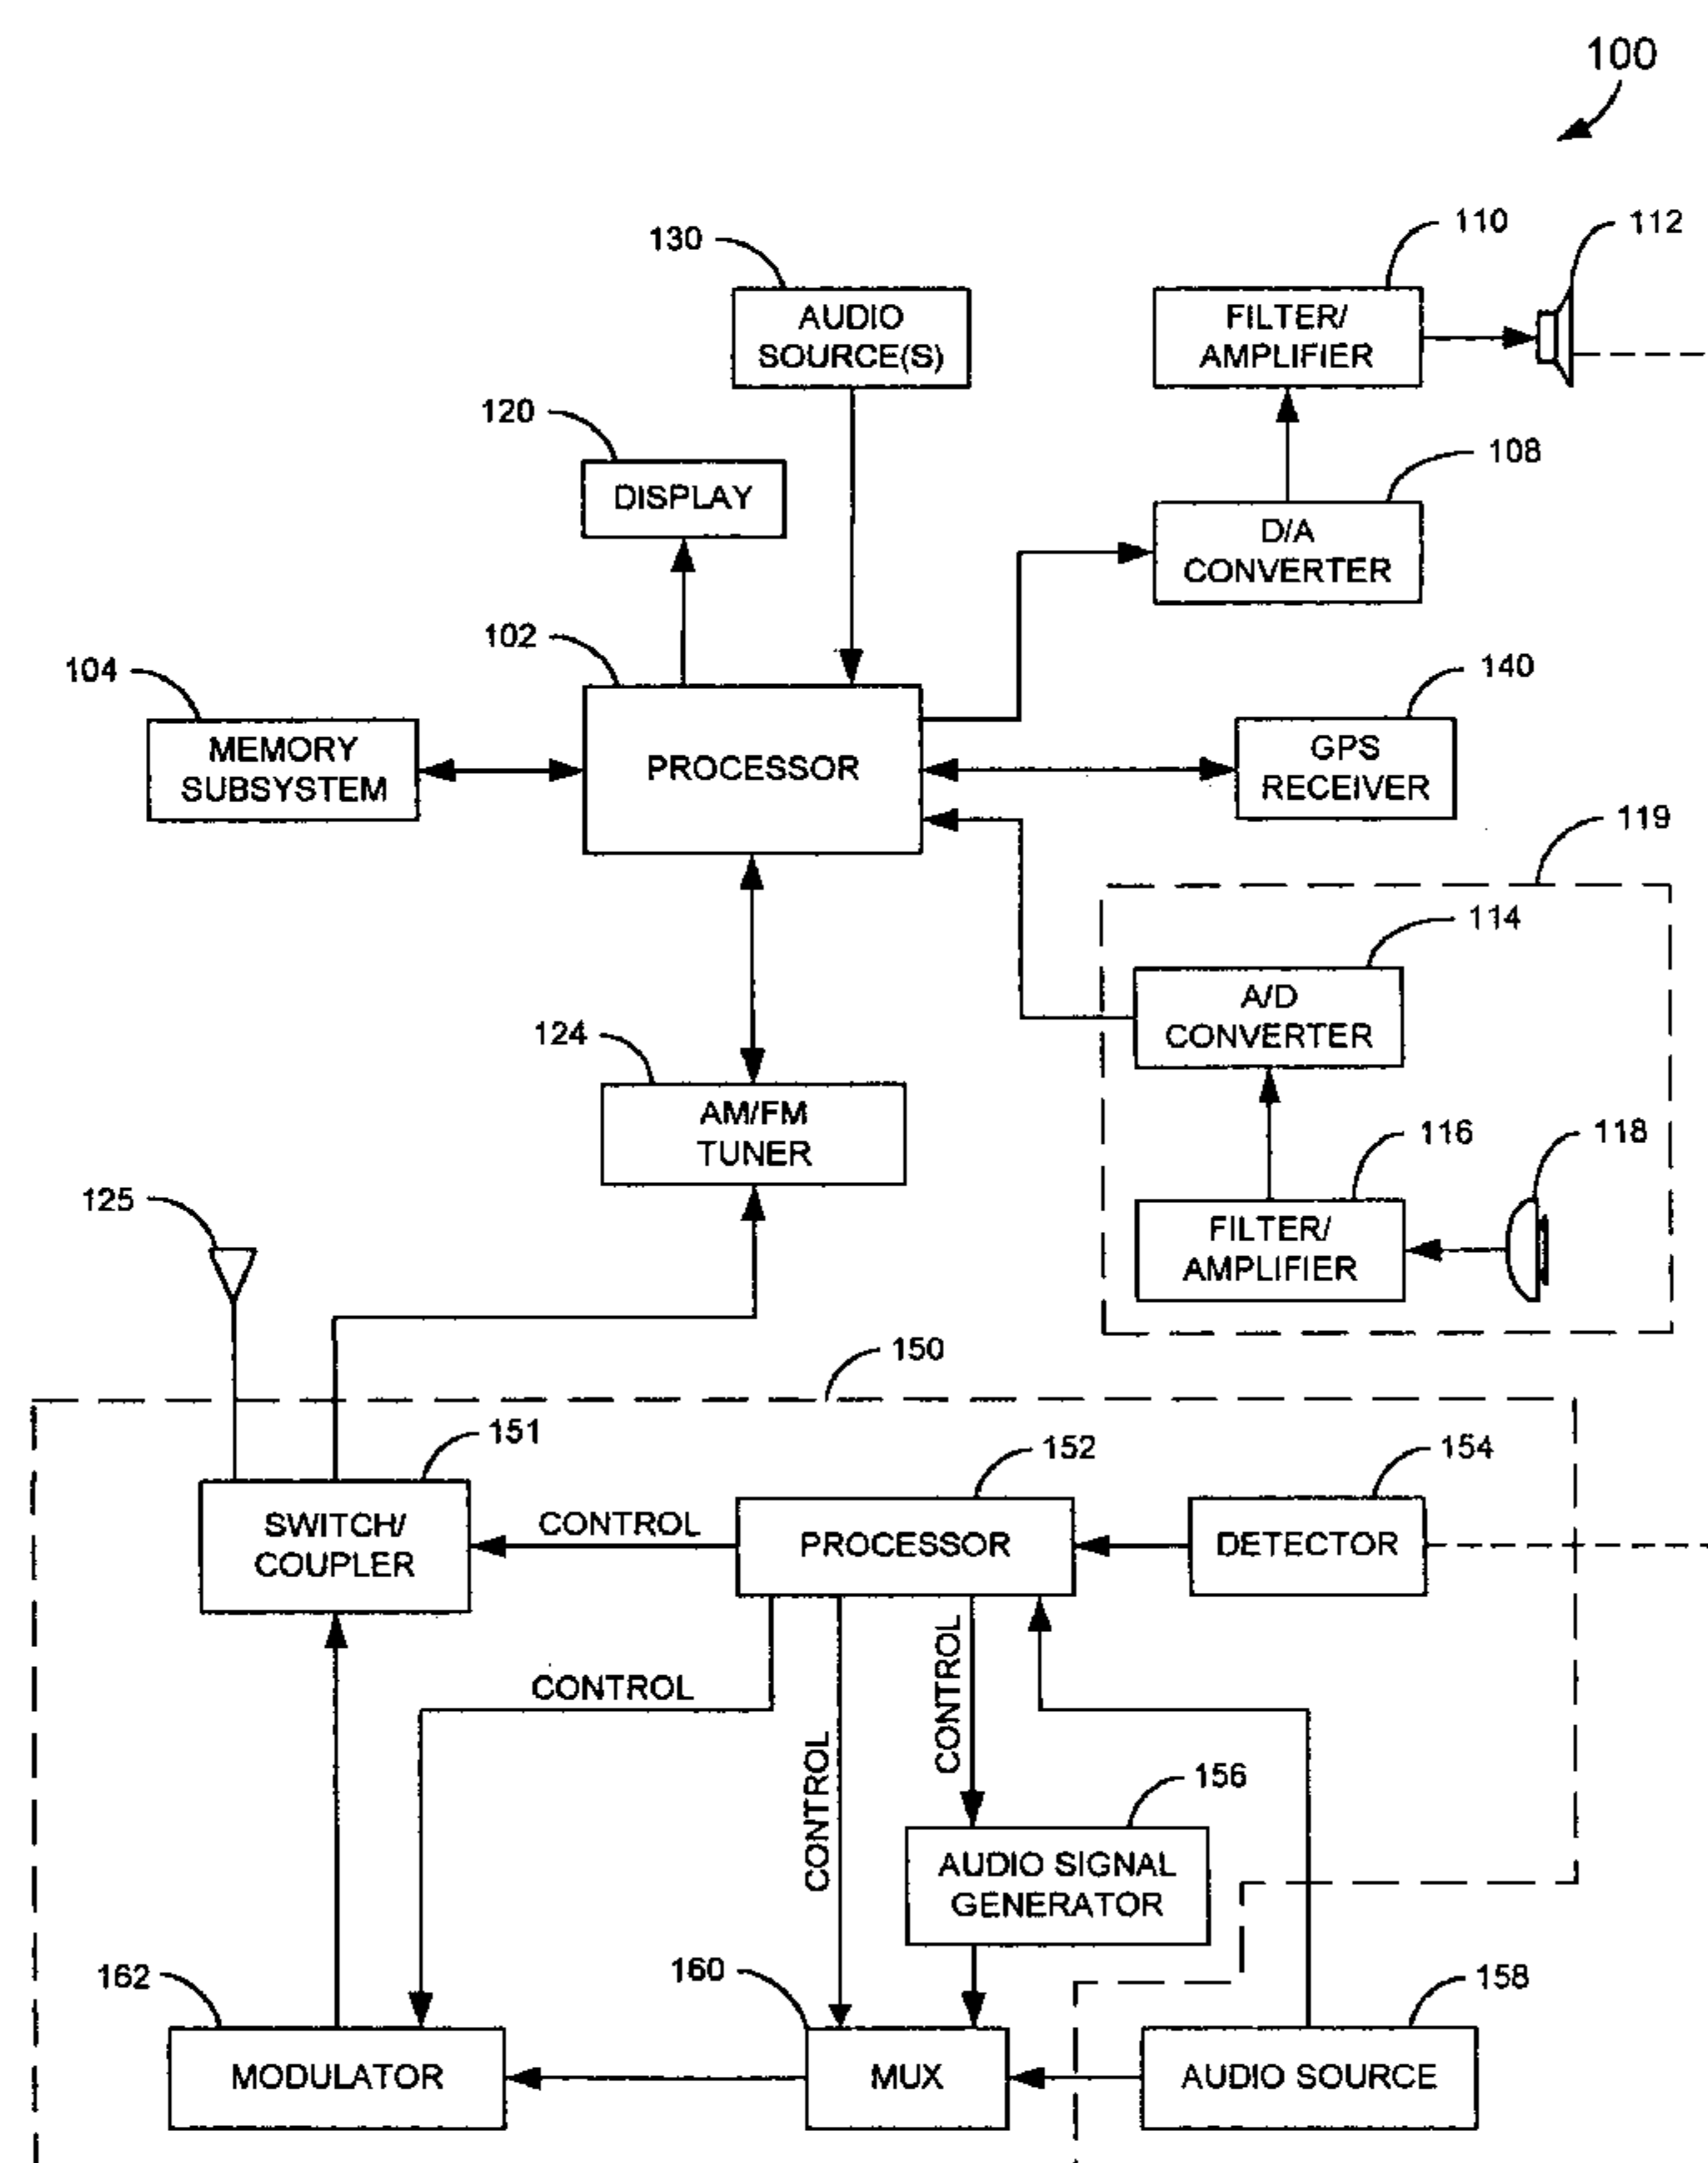 100
130
AUDIO
SOURCE(S)
110
FILTER/
AMPLIFIER
112
120
DISPLAY
108
D/A
CONVERTER
102
PROCESSOR
104
MEMORY
SUBSYSTEM
140
GPS
RECEIVER
119
114
A/D
CONVERTER
124
AM/FM
TUNER
116
FILTER/
AMPLIFIER
118
125
150
151
SWITCH/
COUPLER
CONTROL
152
PROCESSOR
154
DETECTOR
CONTROL
CONTROL
CONTROL
156
AUDIO SIGNAL
GENERATOR
162
MODULATOR
160
MUX
158
AUDIO SOURCE